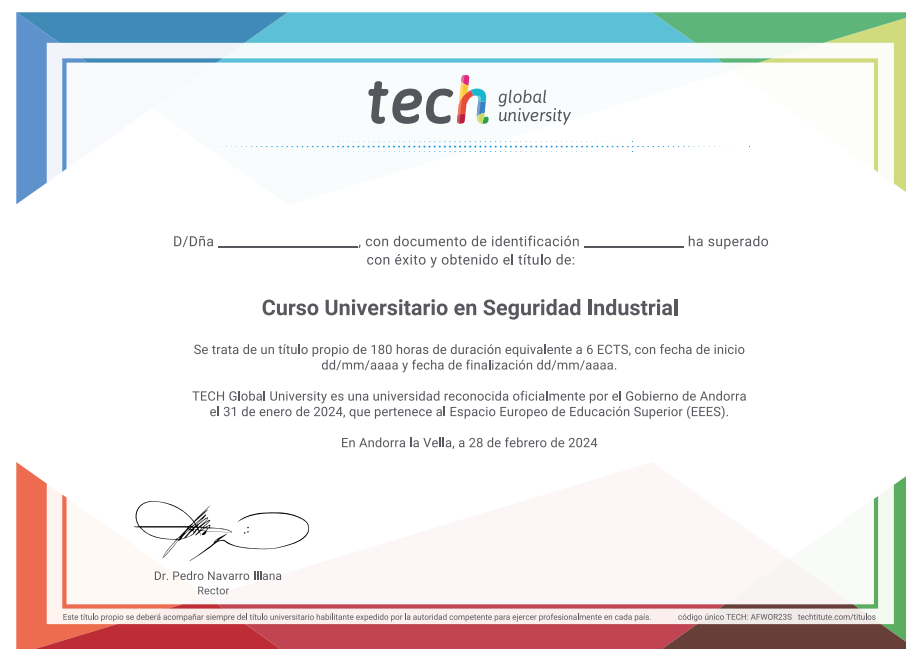 tech global
university
D/Dña ____________________, con documento de identificación ______________ ha superado
con éxito y obtenido el título de:
Curso Universitario en Seguridad Industrial
Se trata de un título propio de 180 horas de duración equivalente a 6 ECTS, con fecha de inicio
dd/mm/aaaa y fecha de finalización dd/mm/aaaa.
TECH Global University es una universidad reconocida oficialmente por el Gobierno de Andorra
el 31 de enero de 2024, que pertenece al Espacio Europeo de Educación Superior (EEES).
En Andorra la Vella, a 28 de febrero de 2024
Dr. Pedro Navarro Illana
Rector
Este título propio se deberá acompañar siempre del título universitario habilitante expedido por la autoridad competente para ejercer profesionalmente en cada país. código único TECH: AFWOR23S techtitute.com/titulos